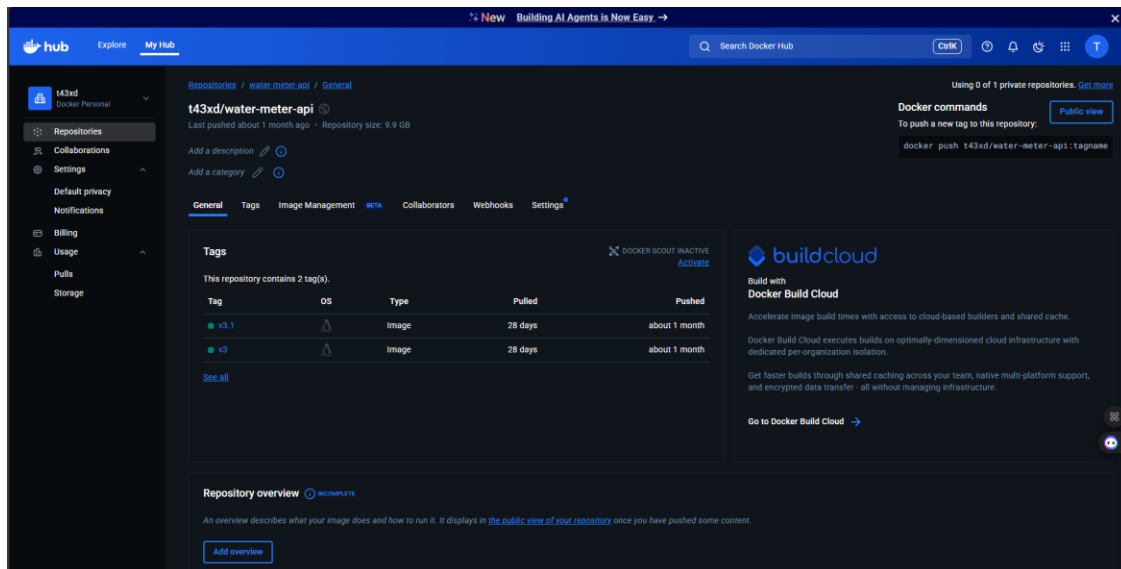 New Building AI Agents is Now Easy →
hub Explore My Hub Search Docker Hub CtrlK T
t43xd
Docker Personal
Repositories
Collaborations
Settings
Default privacy
Notifications
Billing
Usage
Pulls
Storage
Repositories / water-meter-api / General
Using 0 of 1 private repositories. Get more
t43xd/water-meter-api
Last pushed about 1 month ago · Repository size: 9.9 GB
Add a description
Add a category
Docker commands
Public view
To push a new tag to this repository:
docker push t43xd/water-meter-api:tagname
General Tags Image Management BETA Collaborators Webhooks Settings
Tags
DOCKER SCOUT INACTIVE
Activate
This repository contains 2 tag(s).
Tag OS Type Pulled Pushed
v3.1 Image 28 days about 1 month
v3 Image 28 days about 1 month
See all
buildcloud
Build with
Docker Build Cloud
Accelerate image build times with access to cloud-based builders and shared cache.
Docker Build Cloud executes builds on optimally-dimensioned cloud infrastructure with
dedicated per-organization isolation.
Get faster builds through shared caching across your team, native multi-platform support,
and encrypted data transfer - all without managing infrastructure.
Go to Docker Build Cloud →
Repository overview INCOMPLETE
An overview describes what your image does and how to run it. It displays in the public view of your repository once you have pushed some content.
Add overview